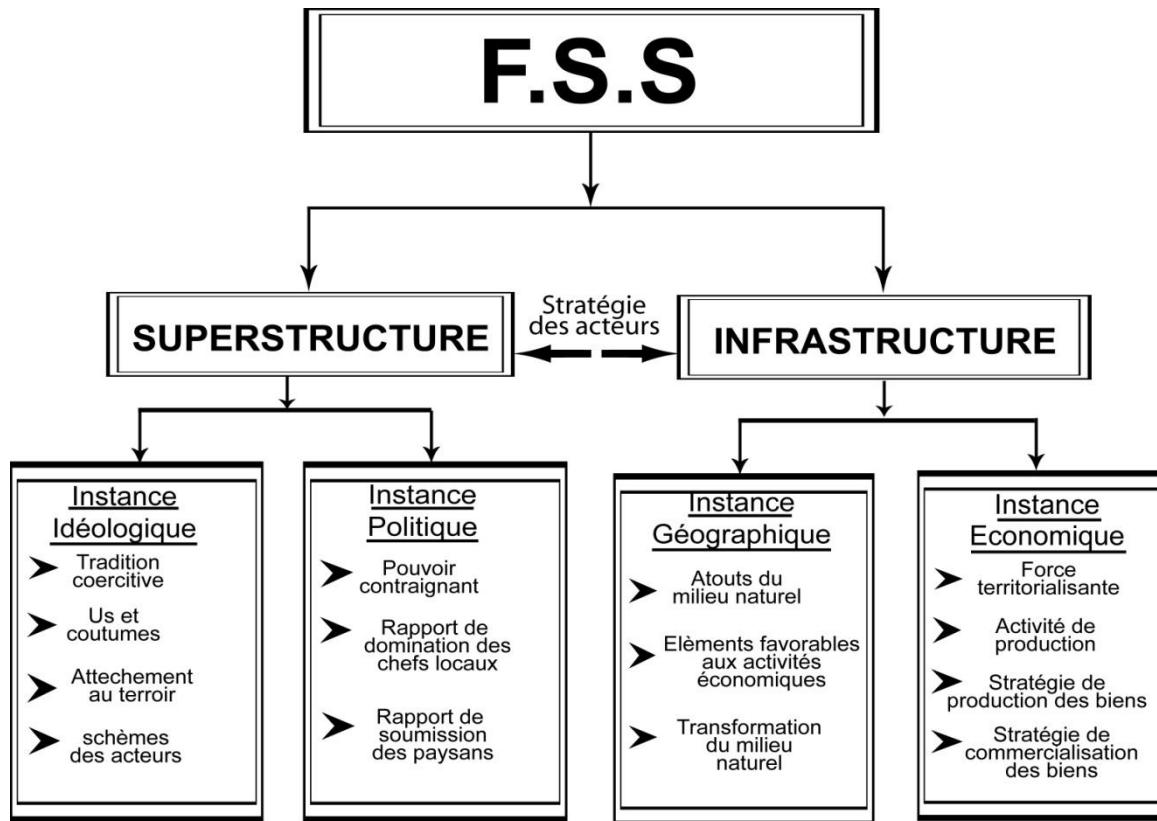 F.S.S
Stratégie
des acteurs
SUPERSTRUCTURE
INFRASTRUCTURE
Instance
Idéologique
Tradition
coercitive
Us et
coutumes
Attechement
au terroir
schèmes
des acteurs
Instance
Politique
Pouvoir
contraignant
Rapport de
domination des
chefs locaux
Rapport de
soumission
des paysans
Instance
Géographique
Atouts du
milieu naturel
Elèments favorables
aux activités
économiques
Transformation
du milieu
naturel
Instance
Economique
Force
territorialisante
Activité de
production
Stratégie de
production des biens
Stratégie de
commercialisation
des biens